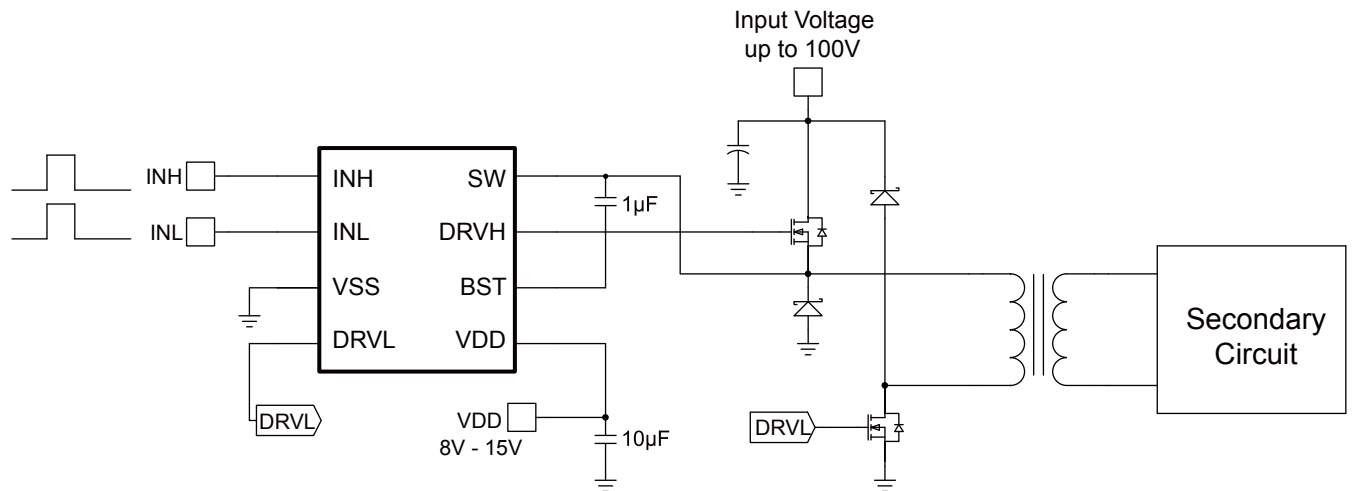 Input Voltage
up to 100V
INH
INH
SW
1µF
INL
INL
DRVH
VSS
BST
DRVL
VDD
Secondary
Circuit
DRVL
VDD
8V - 15V
10µF
DRVL